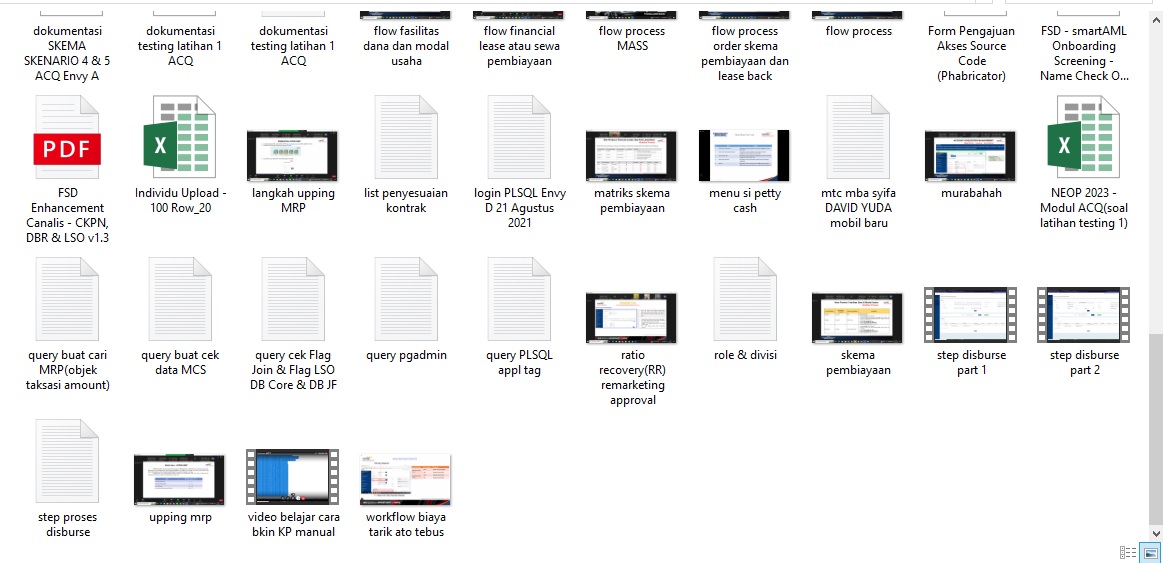 dokumentasi
SKEMA
SKENARIO 4 & 5
ACQ Envy A
dokumentasi
testing latihan 1
ACQ
dokumentasi
testing latihan 1
ACQ
flow fasilitas
dana dan modal
usaha
flow financial
lease atau sewa
pembiayaan
flow process
MASS
flow process
order skema
pembiayaan dan
lease back
flow process
Form Pengajuan
Akses Source
Code
(Phabricator)
FSD - smartAML
Onboarding
Screening -
Name Check O...
PDF
FSD
Enhancement
Canalis - CKPN,
DBR & LSO v1.3
X
Individu Upload -
100 Row_20
langkah upping
MRP
list penyesuaian
kontrak
login PLSQL Envy
D 21 Agustus
2021
matriks skema
pembiayaan
menu si petty
cash
mtc mba syifa
DAVID YUDA
mobil baru
murabahah
X
NEOP 2023 -
Modul ACQ(soal
latihan testing 1)
query buat cari
MRP(objek
taksasi amount)
query buat cek
data MCS
query cek Flag
Join & Flag LSO
DB Core & DB JF
query pgadmin
query PLSQL
appl tag
ratio
recovery(RR)
remarketing
approval
role & divisi
skema
pembiayaan
step disburse
part 1
step disburse
part 2
step proses
disburse
upping mrp
video belajar cara
bkin KP manual
workflow biaya
tarik ato tebus